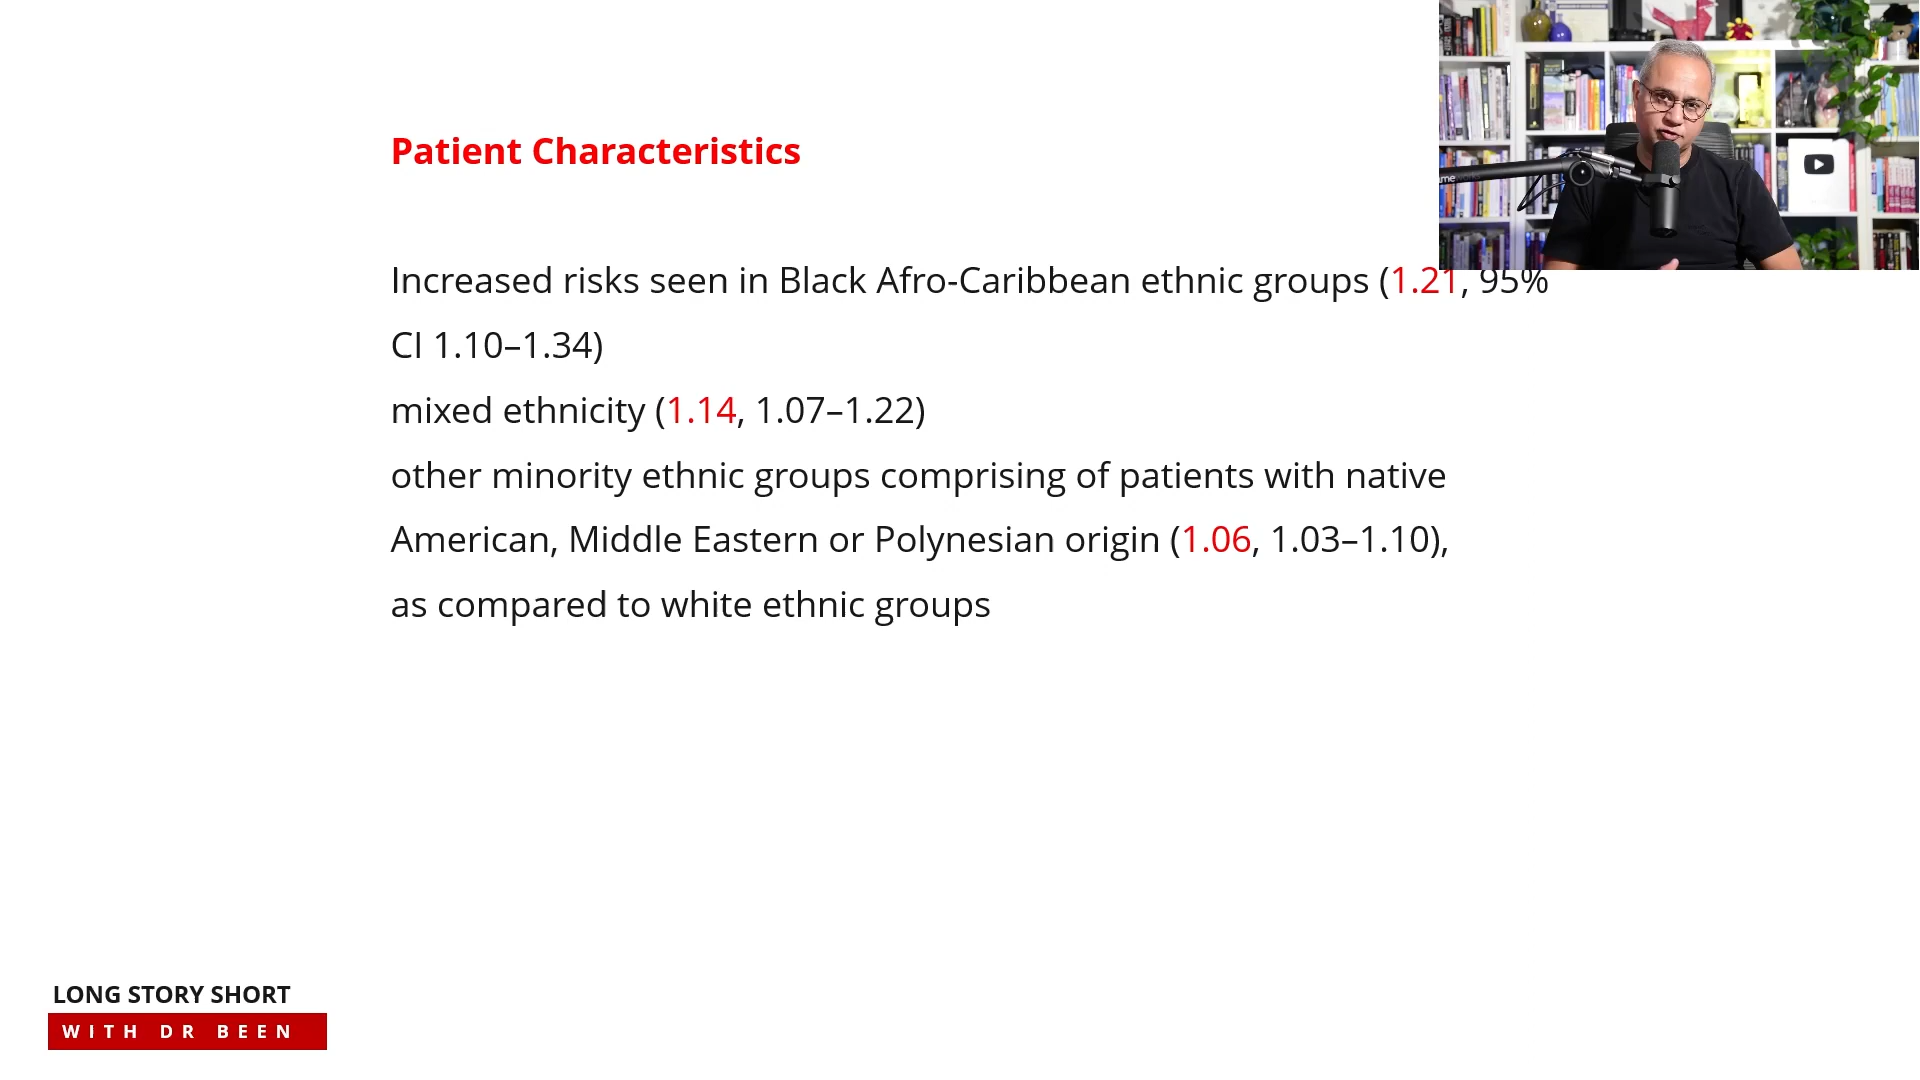 Patient Characteristics
Increased risks seen in Black Afro-Caribbean ethnic groups (1.21, 95%
CI 1.10–1.34)
mixed ethnicity (1.14, 1.07–1.22)
other minority ethnic groups comprising of patients with native
American, Middle Eastern or Polynesian origin (1.06, 1.03–1.10),
as compared to white ethnic groups
LONG STORY SHORT
WITH DR BEEN